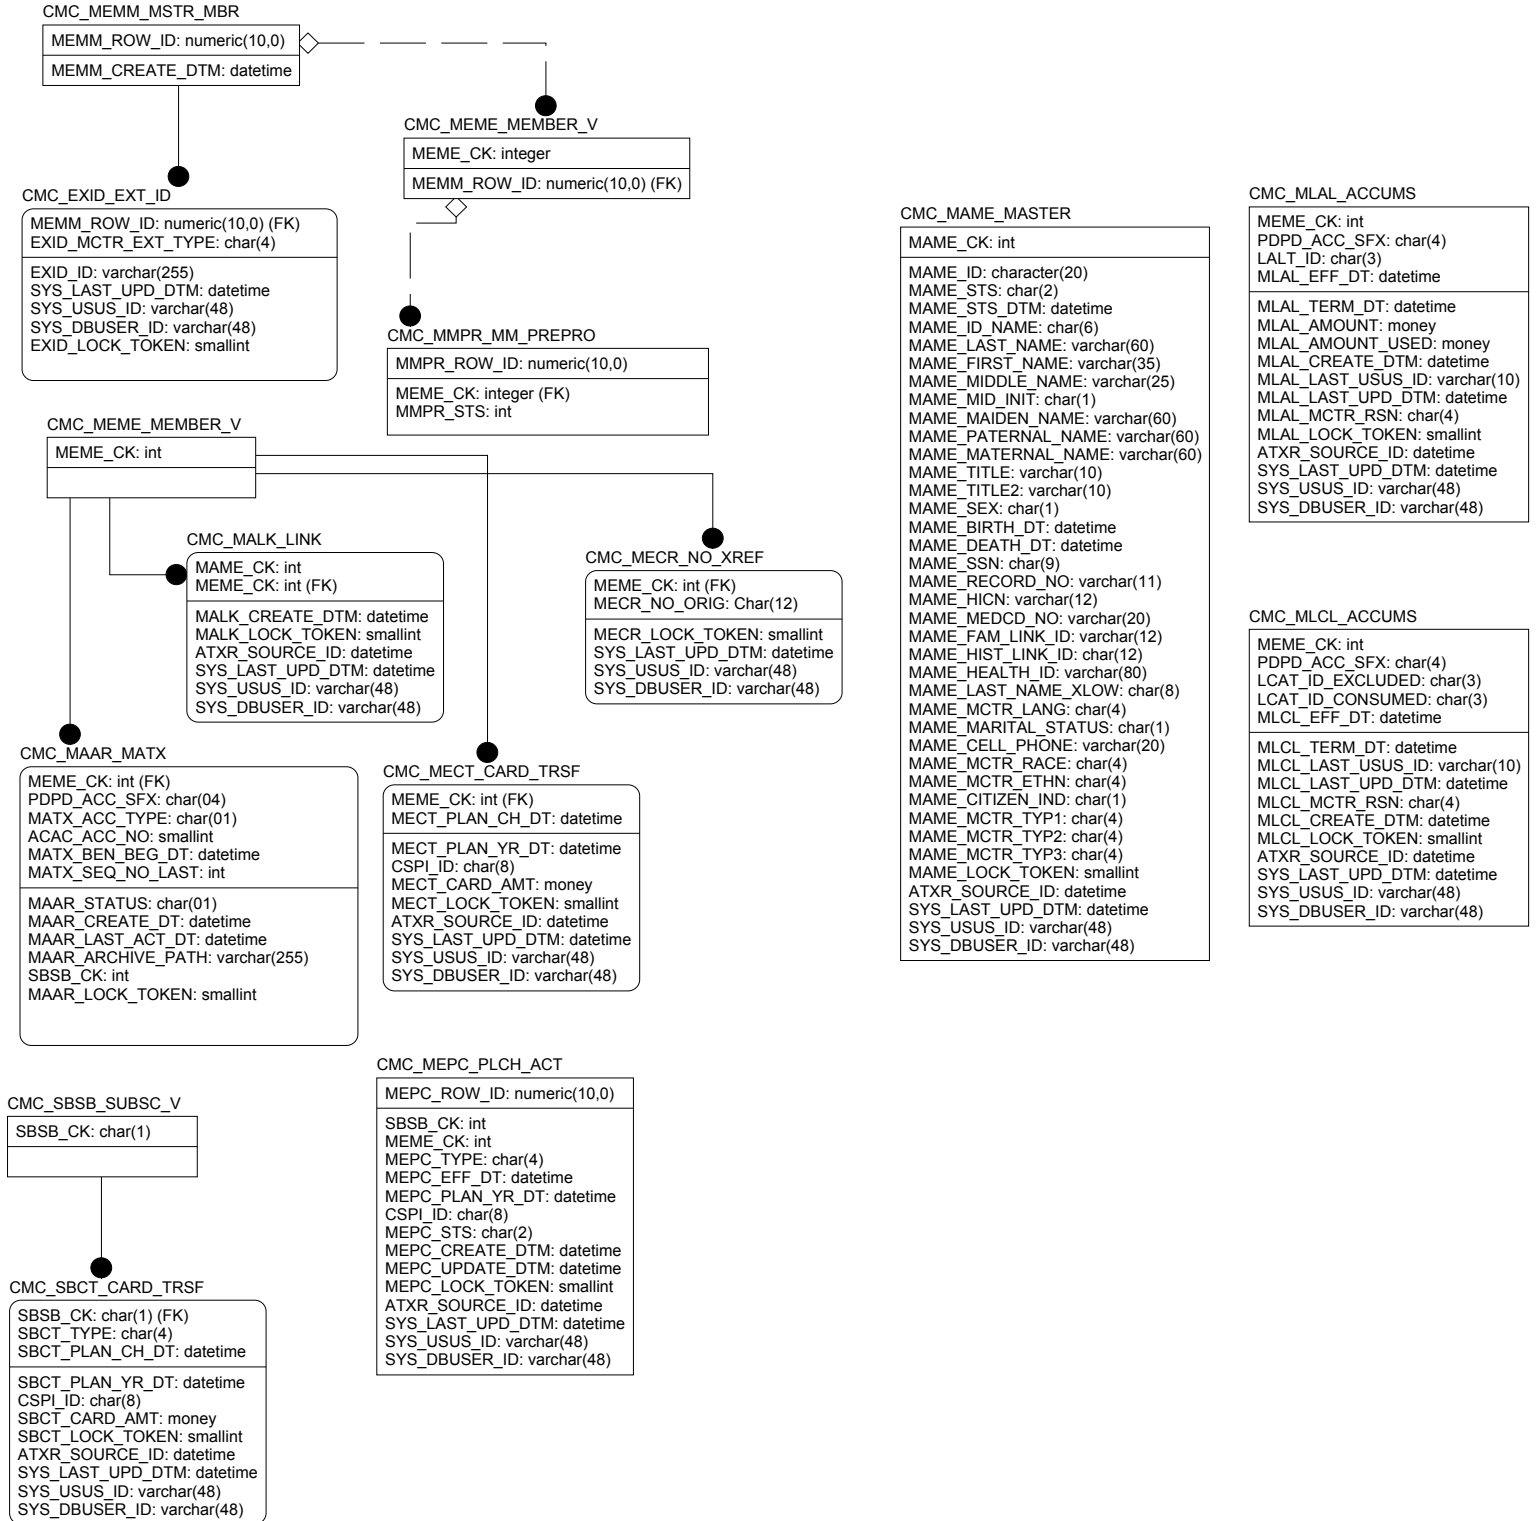 CMC_MEMM_MSTR_MBR
MEMM_ROW_ID: numeric(10,0)
MEMM_CREATE_DTM: datetime
CMC_MEME_MEMBER_V
MEME_CK: integer
MEMM_ROW_ID: numeric(10,0) (FK)
CMC_EXID_EXT_ID
MEMM_ROW_ID: numeric(10,0) (FK)
EXID_MCTR_EXT_TYPE: char(4)
EXID_ID: varchar(255)
SYS_LAST_UPD_DTM: datetime
SYS_USUS_ID: varchar(48)
SYS_DBUSER_ID: varchar(48)
EXID_LOCK_TOKEN: smallint
CMC_MMPR_MM_PREPRO
MMPR_ROW_ID: numeric(10,0)
MEME_CK: integer (FK)
MMPR_STS: int
CMC_MEME_MEMBER_V
MEME_CK: int
CMC_MALK_LINK
MAME_CK: int
MEME_CK: int (FK)
MALK_CREATE_DTM: datetime
MALK_LOCK_TOKEN: smallint
ATXR_SOURCE_ID: datetime
SYS_LAST_UPD_DTM: datetime
SYS_USUS_ID: varchar(48)
SYS_DBUSER_ID: varchar(48)
CMC_MECR_NO_XREF
MEME_CK: int (FK)
MECR_NO_ORIG: Char(12)
MECR_LOCK_TOKEN: smallint
SYS_LAST_UPD_DTM: datetime
SYS_USUS_ID: varchar(48)
SYS_DBUSER_ID: varchar(48)
CMC_MAAR_MATX
MEME_CK: int (FK)
PDPD_ACC_SFX: char(04)
MATX_ACC_TYPE: char(01)
ACAC_ACC_NO: smallint
MATX_BEN_BEG_DT: datetime
MATX_SEQ_NO_LAST: int
MAAR_STATUS: char(01)
MAAR_CREATE_DT: datetime
MAAR_LAST_ACT_DT: datetime
MAAR_ARCHIVE_PATH: varchar(255)
SBSB_CK: int
MAAR_LOCK_TOKEN: smallint
CMC_MECT_CARD_TRSF
MEME_CK: int (FK)
MECT_PLAN_CH_DT: datetime
MECT_PLAN_YR_DT: datetime
CSPI_ID: char(8)
MECT_CARD_AMT: money
MECT_LOCK_TOKEN: smallint
ATXR_SOURCE_ID: datetime
SYS_LAST_UPD_DTM: datetime
SYS_USUS_ID: varchar(48)
SYS_DBUSER_ID: varchar(48)
CMC_SBSB_SUBSC_V
SBSB_CK: char(1)
CMC_SBCT_CARD_TRSF
SBSB_CK: char(1) (FK)
SBCT_TYPE: char(4)
SBCT_PLAN_CH_DT: datetime
SBCT_PLAN_YR_DT: datetime
CSPI_ID: char(8)
SBCT_CARD_AMT: money
SBCT_LOCK_TOKEN: smallint
ATXR_SOURCE_ID: datetime
SYS_LAST_UPD_DTM: datetime
SYS_USUS_ID: varchar(48)
SYS_DBUSER_ID: varchar(48)
CMC_MEPC_PLCH_ACT
MEPC_ROW_ID: numeric(10,0)
SBSB_CK: int
MEME_CK: int
MEPC_TYPE: char(4)
MEPC_EFF_DT: datetime
MEPC_PLAN_YR_DT: datetime
CSPI_ID: char(8)
MEPC_STS: char(2)
MEPC_CREATE_DTM: datetime
MEPC_UPDATE_DTM: datetime
MEPC_LOCK_TOKEN: smallint
ATXR_SOURCE_ID: datetime
SYS_LAST_UPD_DTM: datetime
SYS_USUS_ID: varchar(48)
SYS_DBUSER_ID: varchar(48)
CMC_MAME_MASTER
MAME_CK: int
MAME_ID: character(20)
MAME_STS: char(2)
MAME_STS_DTM: datetime
MAME_ID_NAME: char(6)
MAME_LAST_NAME: varchar(60)
MAME_FIRST_NAME: varchar(35)
MAME_MIDDLE_NAME: varchar(25)
MAME_MID_INIT: char(1)
MAME_MAIDEN_NAME: varchar(60)
MAME_PATERNAL_NAME: varchar(60)
MAME_MATERNAL_NAME: varchar(60)
MAME_TITLE: varchar(10)
MAME_TITLE2: varchar(10)
MAME_SEX: char(1)
MAME_BIRTH_DT: datetime
MAME_DEATH_DT: datetime
MAME_SSN: char(9)
MAME_RECORD_NO: varchar(11)
MAME_HICN: varchar(12)
MAME_MEDCD_NO: varchar(20)
MAME_FAM_LINK_ID: varchar(12)
MAME_HIST_LINK_ID: char(12)
MAME_HEALTH_ID: varchar(80)
MAME_LAST_NAME_XLOW: char(8)
MAME_MCTR_LANG: char(4)
MAME_MARITAL_STATUS: char(1)
MAME_CELL_PHONE: varchar(20)
MAME_MCTR_RACE: char(4)
MAME_MCTR_ETHN: char(4)
MAME_CITIZEN_IND: char(1)
MAME_MCTR_TYP1: char(4)
MAME_MCTR_TYP2: char(4)
MAME_MCTR_TYP3: char(4)
MAME_LOCK_TOKEN: smallint
ATXR_SOURCE_ID: datetime
SYS_LAST_UPD_DTM: datetime
SYS_USUS_ID: varchar(48)
SYS_DBUSER_ID: varchar(48)
CMC_MLAL_ACCUMS
MEME_CK: int
PDPD_ACC_SFX: char(4)
LALT_ID: char(3)
MLAL_EFF_DT: datetime
MLAL_TERM_DT: datetime
MLAL_AMOUNT: money
MLAL_AMOUNT_USED: money
MLAL_CREATE_DTM: datetime
MLAL_LAST_USUS_ID: varchar(10)
MLAL_LAST_UPD_DTM: datetime
MLAL_MCTR_RSN: char(4)
MLAL_LOCK_TOKEN: smallint
ATXR_SOURCE_ID: datetime
SYS_LAST_UPD_DTM: datetime
SYS_USUS_ID: varchar(48)
SYS_DBUSER_ID: varchar(48)
CMC_MLCL_ACCUMS
MEME_CK: int
PDPD_ACC_SFX: char(4)
LCAT_ID_EXCLUDED: char(3)
LCAT_ID_CONSUMED: char(3)
MLCL_EFF_DT: datetime
MLCL_TERM_DT: datetime
MLCL_LAST_USUS_ID: varchar(10)
MLCL_LAST_UPD_DTM: datetime
MLCL_MCTR_RSN: char(4)
MLCL_CREATE_DTM: datetime
MLCL_LOCK_TOKEN: smallint
ATXR_SOURCE_ID: datetime
SYS_LAST_UPD_DTM: datetime
SYS_USUS_ID: varchar(48)
SYS_DBUSER_ID: varchar(48)